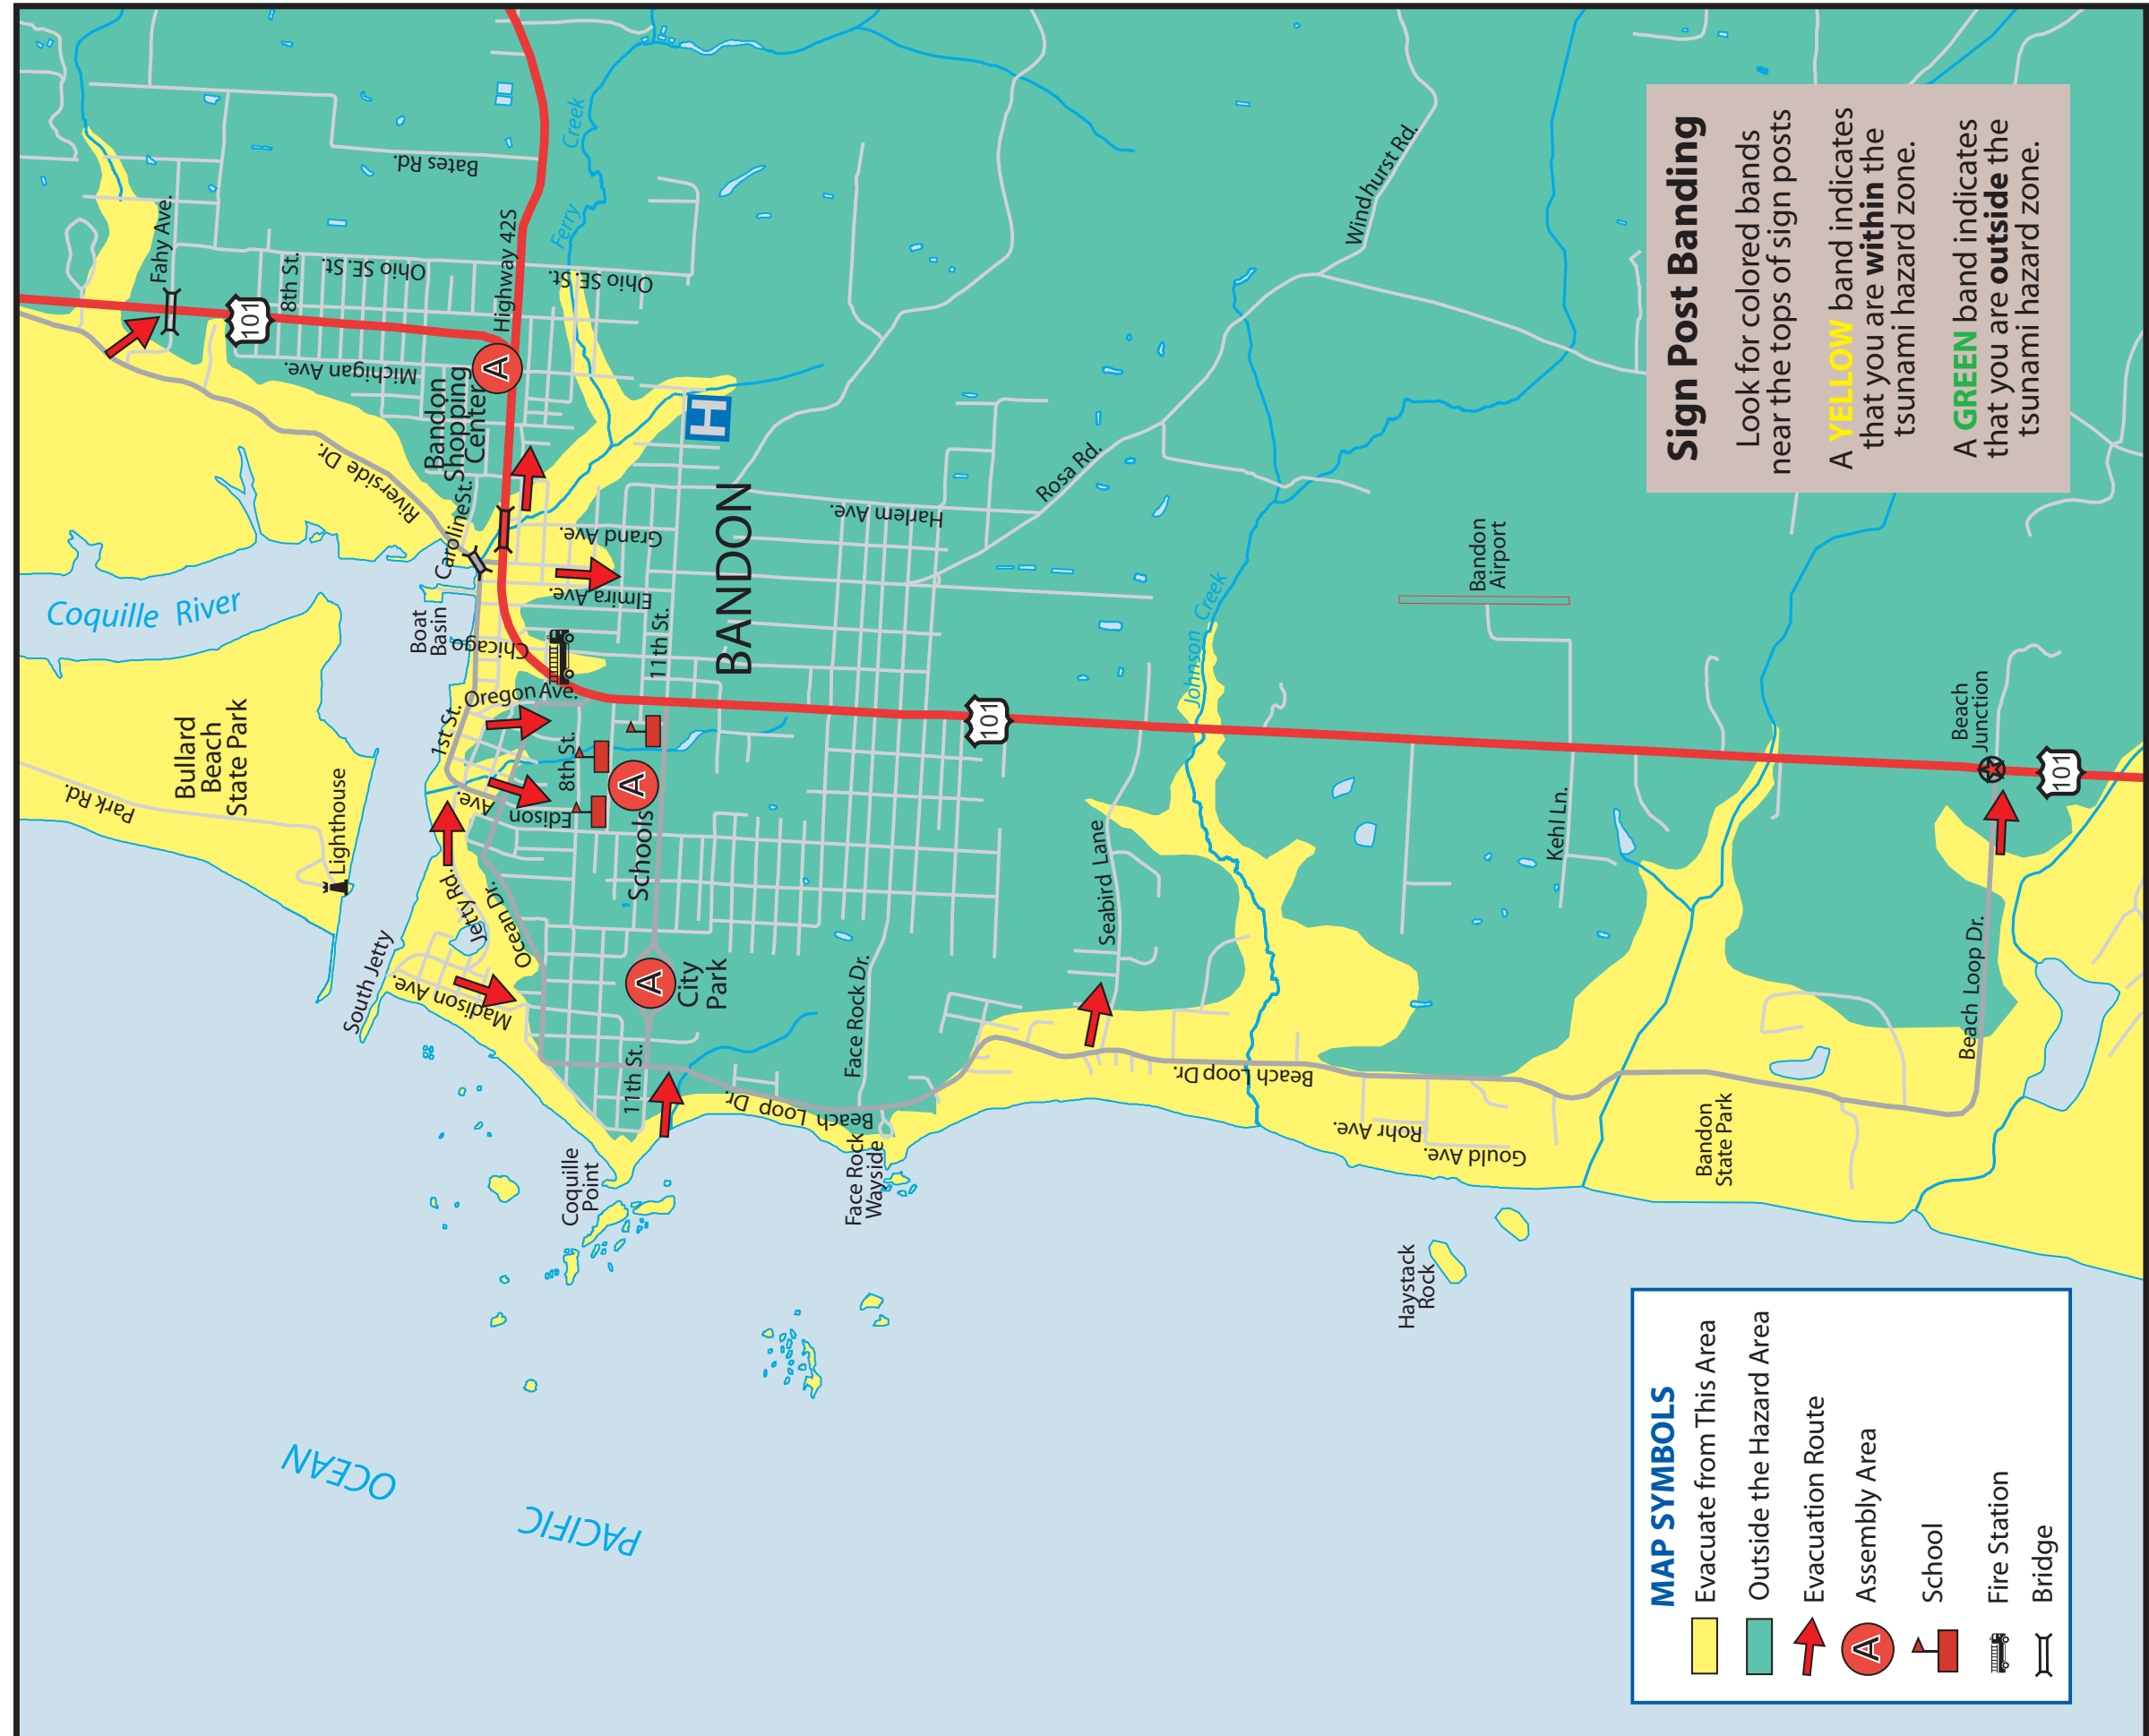 Sign Post Banding
Look for colored bands
near the tops of sign posts
A YELLOW band indicates
that you are within the
tsunami hazard zone.
A GREEN band indicates
that you are outside the
tsunami hazard zone.
MAP SYMBOLS
Evacuate from This Area
Outside the Hazard Area
Evacuation Route
A
Assembly Area
School
Fire Station
Bridge
PACIFIC
OCEAN
Coquille River
Bullard
Beach
State Park
Park Rd.
Lighthouse
South Jetty
Jetty Rd.
Ocean Dr.
Madison Ave.
Boat
Basin
1st St.
Chicago
Oregon Ave.
Edison
Ave.
8th St.
Schools
A
City
Park
A
11th St.
11th St.
Coquille
Point
Beach Loop Dr.
Face Rock
Wayside
Face Rock Dr.
Riverside Dr.
Caroline St.
Bandon
Shopping
Center
A
Michigan Ave.
Fahy Ave.
101
8th St.
Ohio SE St.
Ohio SE St.
Bates Rd.
Highway 42S
Ferry Creek
H
Grand Ave.
Elmira Ave.
BANDON
Harlem Ave.
Rosa Rd.
Windhurst Rd.
101
Johnson Creek
Seabird Lane
Beach Loop Dr.
Rohr Ave.
Gould Ave.
Haystack
Rock
Bandon
Airport
Kehl Ln.
Bandon
State Park
Beach Loop Dr.
Beach
Junction
101